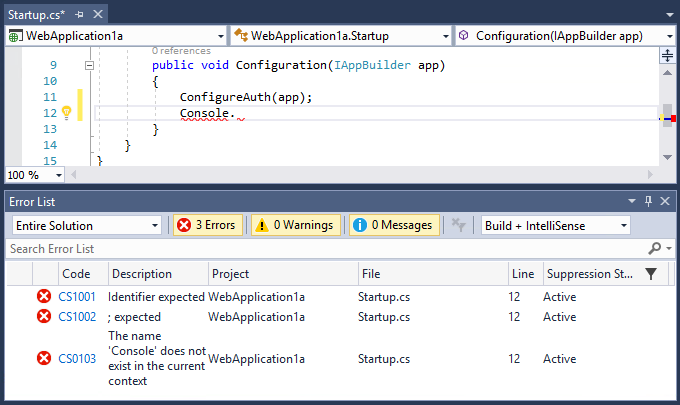 Startup.cs*
WebApplication1a WebApplication1a.Startup Configuration(IAppBuilder app)
0 references
9 public void Configuration(IAppBuilder app)
10 {
11 ConfigureAuth(app);
12 Console.
13 }
14 }
15 }
100 %
Error List
Entire Solution 3 Errors 0 Warnings 0 Messages Build + IntelliSense
Search Error List
Code Description Project File Line Suppression St...
CS1001 Identifier expected WebApplication1a Startup.cs 12 Active
CS1002 ; expected WebApplication1a Startup.cs 12 Active
The name
'Console' does not
CS0103 exist in the current WebApplication1a Startup.cs 12 Active
context